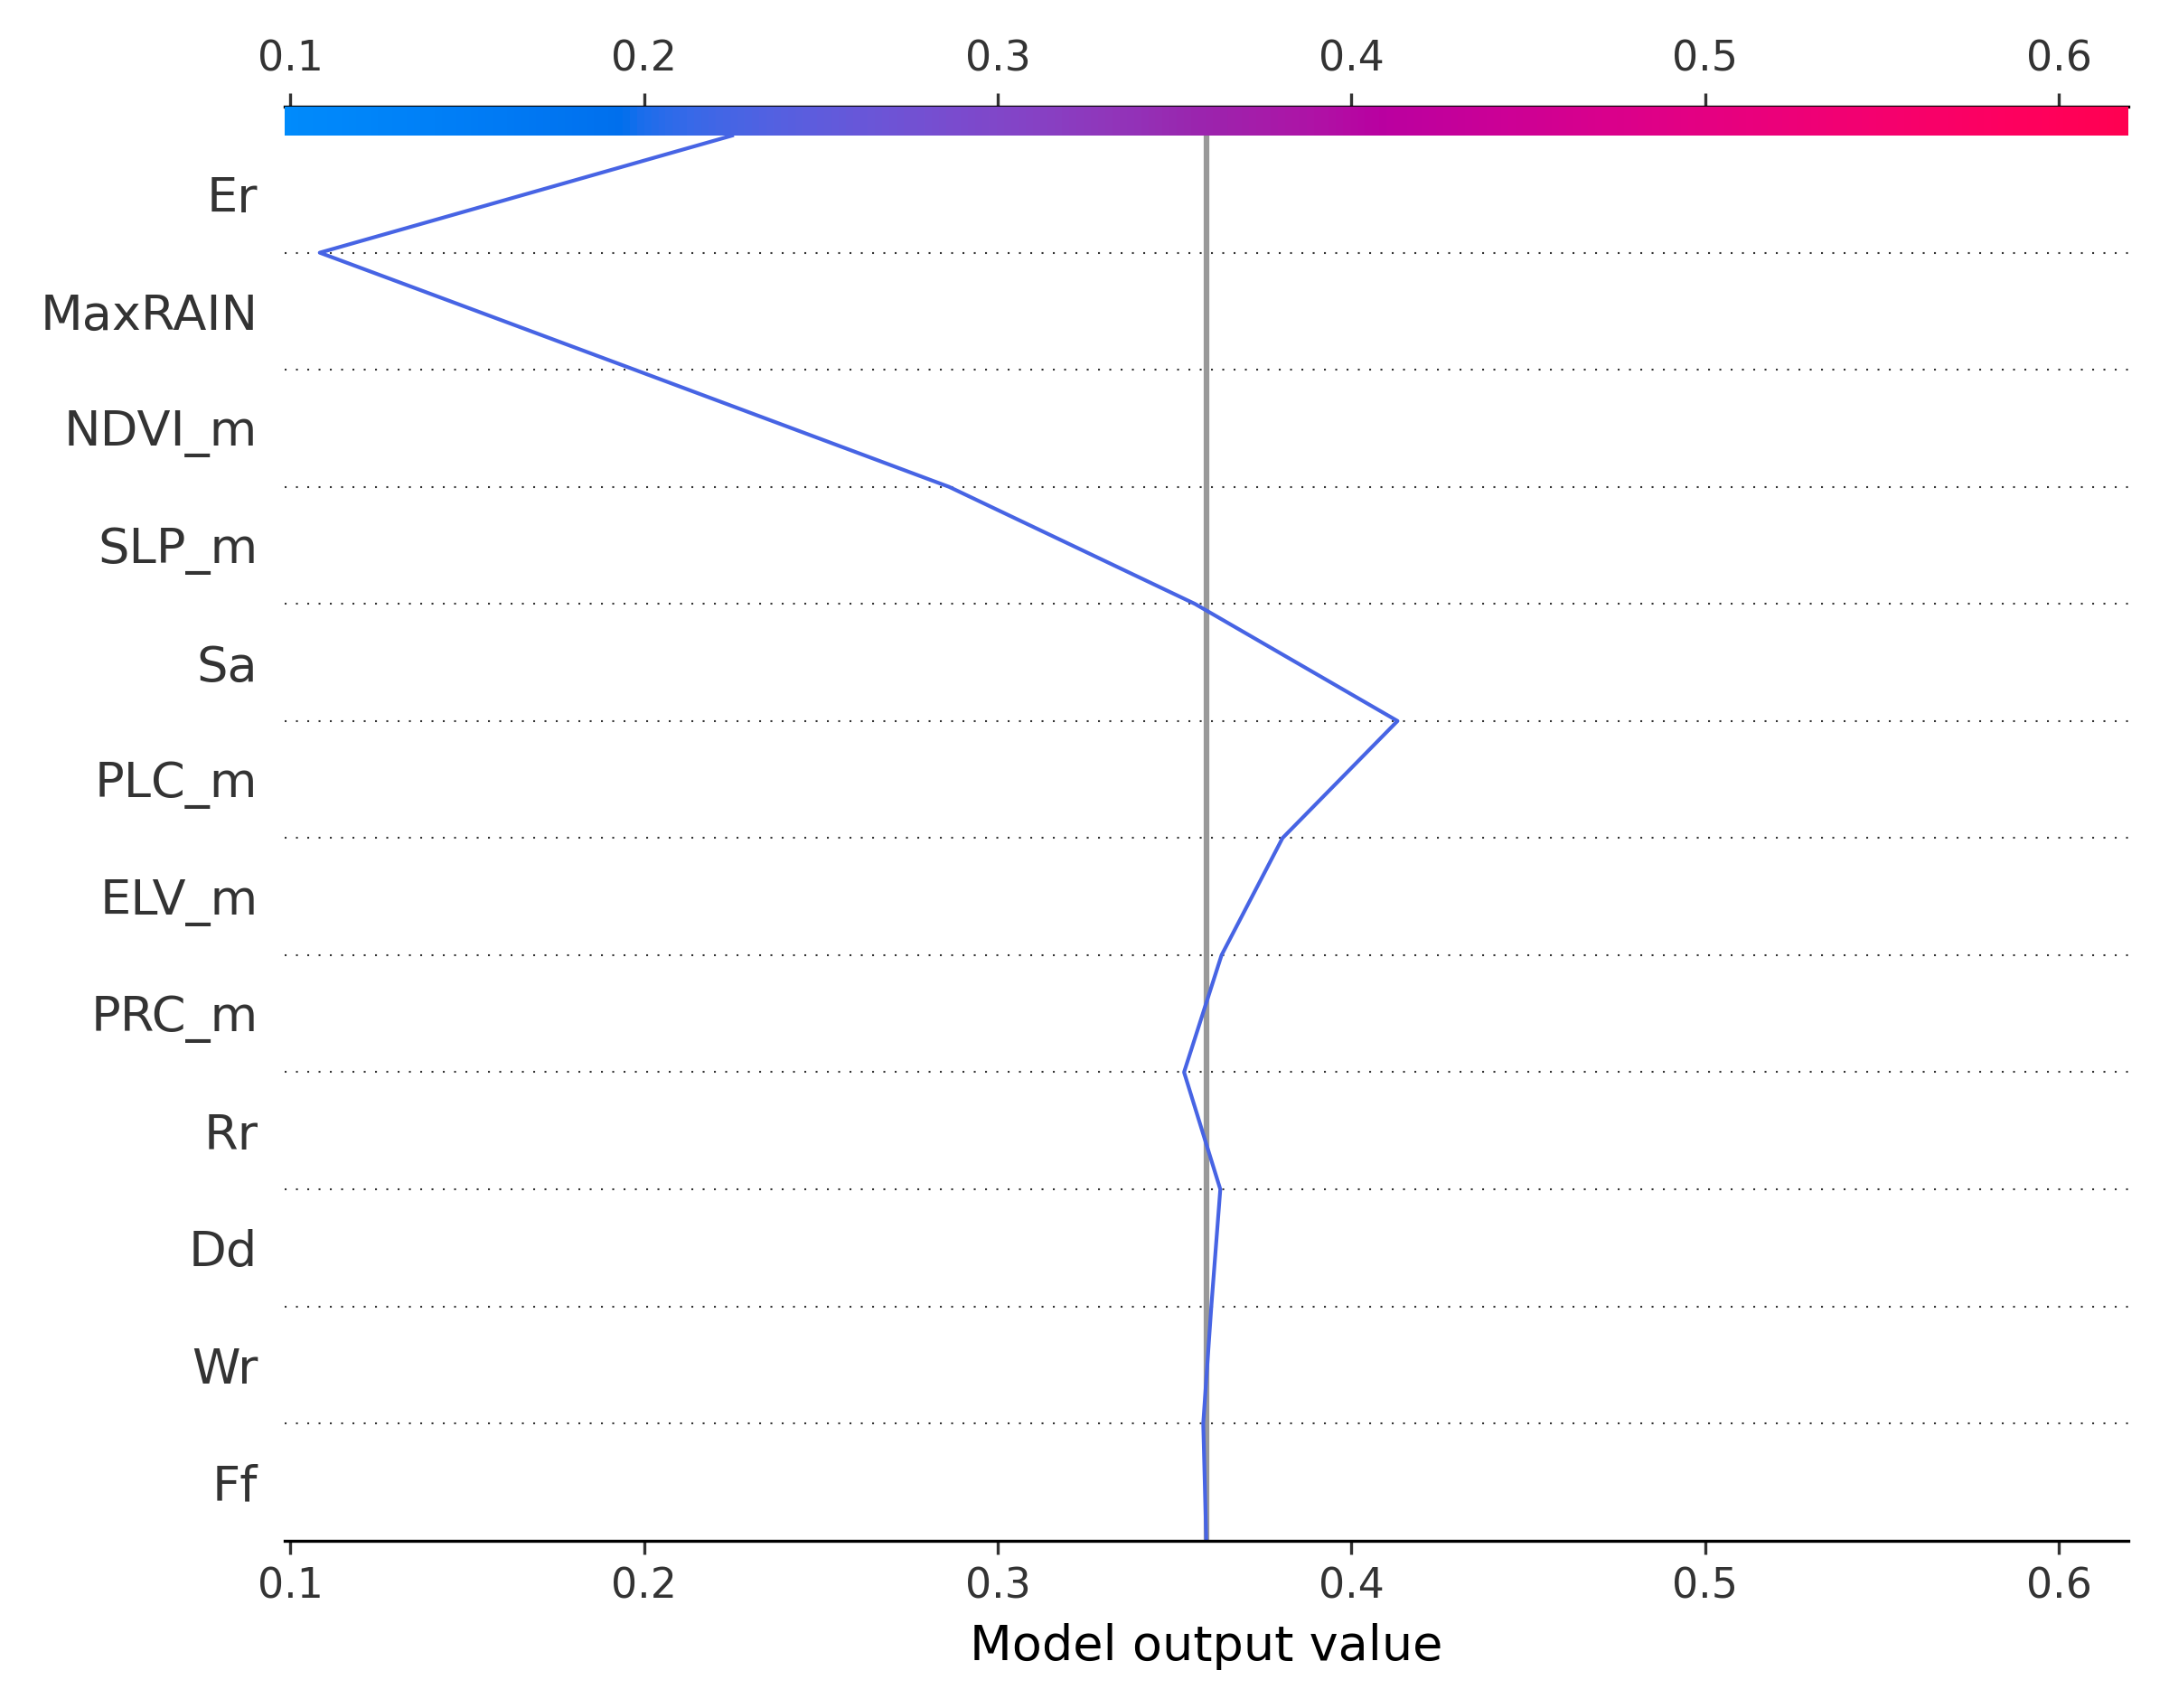 0.1 0.2 0.3 0.4 0.5 0.6
Er
MaxRAIN
NDVI_m
SLP_m
Sa
PLC_m
ELV_m
PRC_m
Rr
Dd
Wr
Ff
0.1 0.2 0.3 0.4 0.5 0.6
Model output value